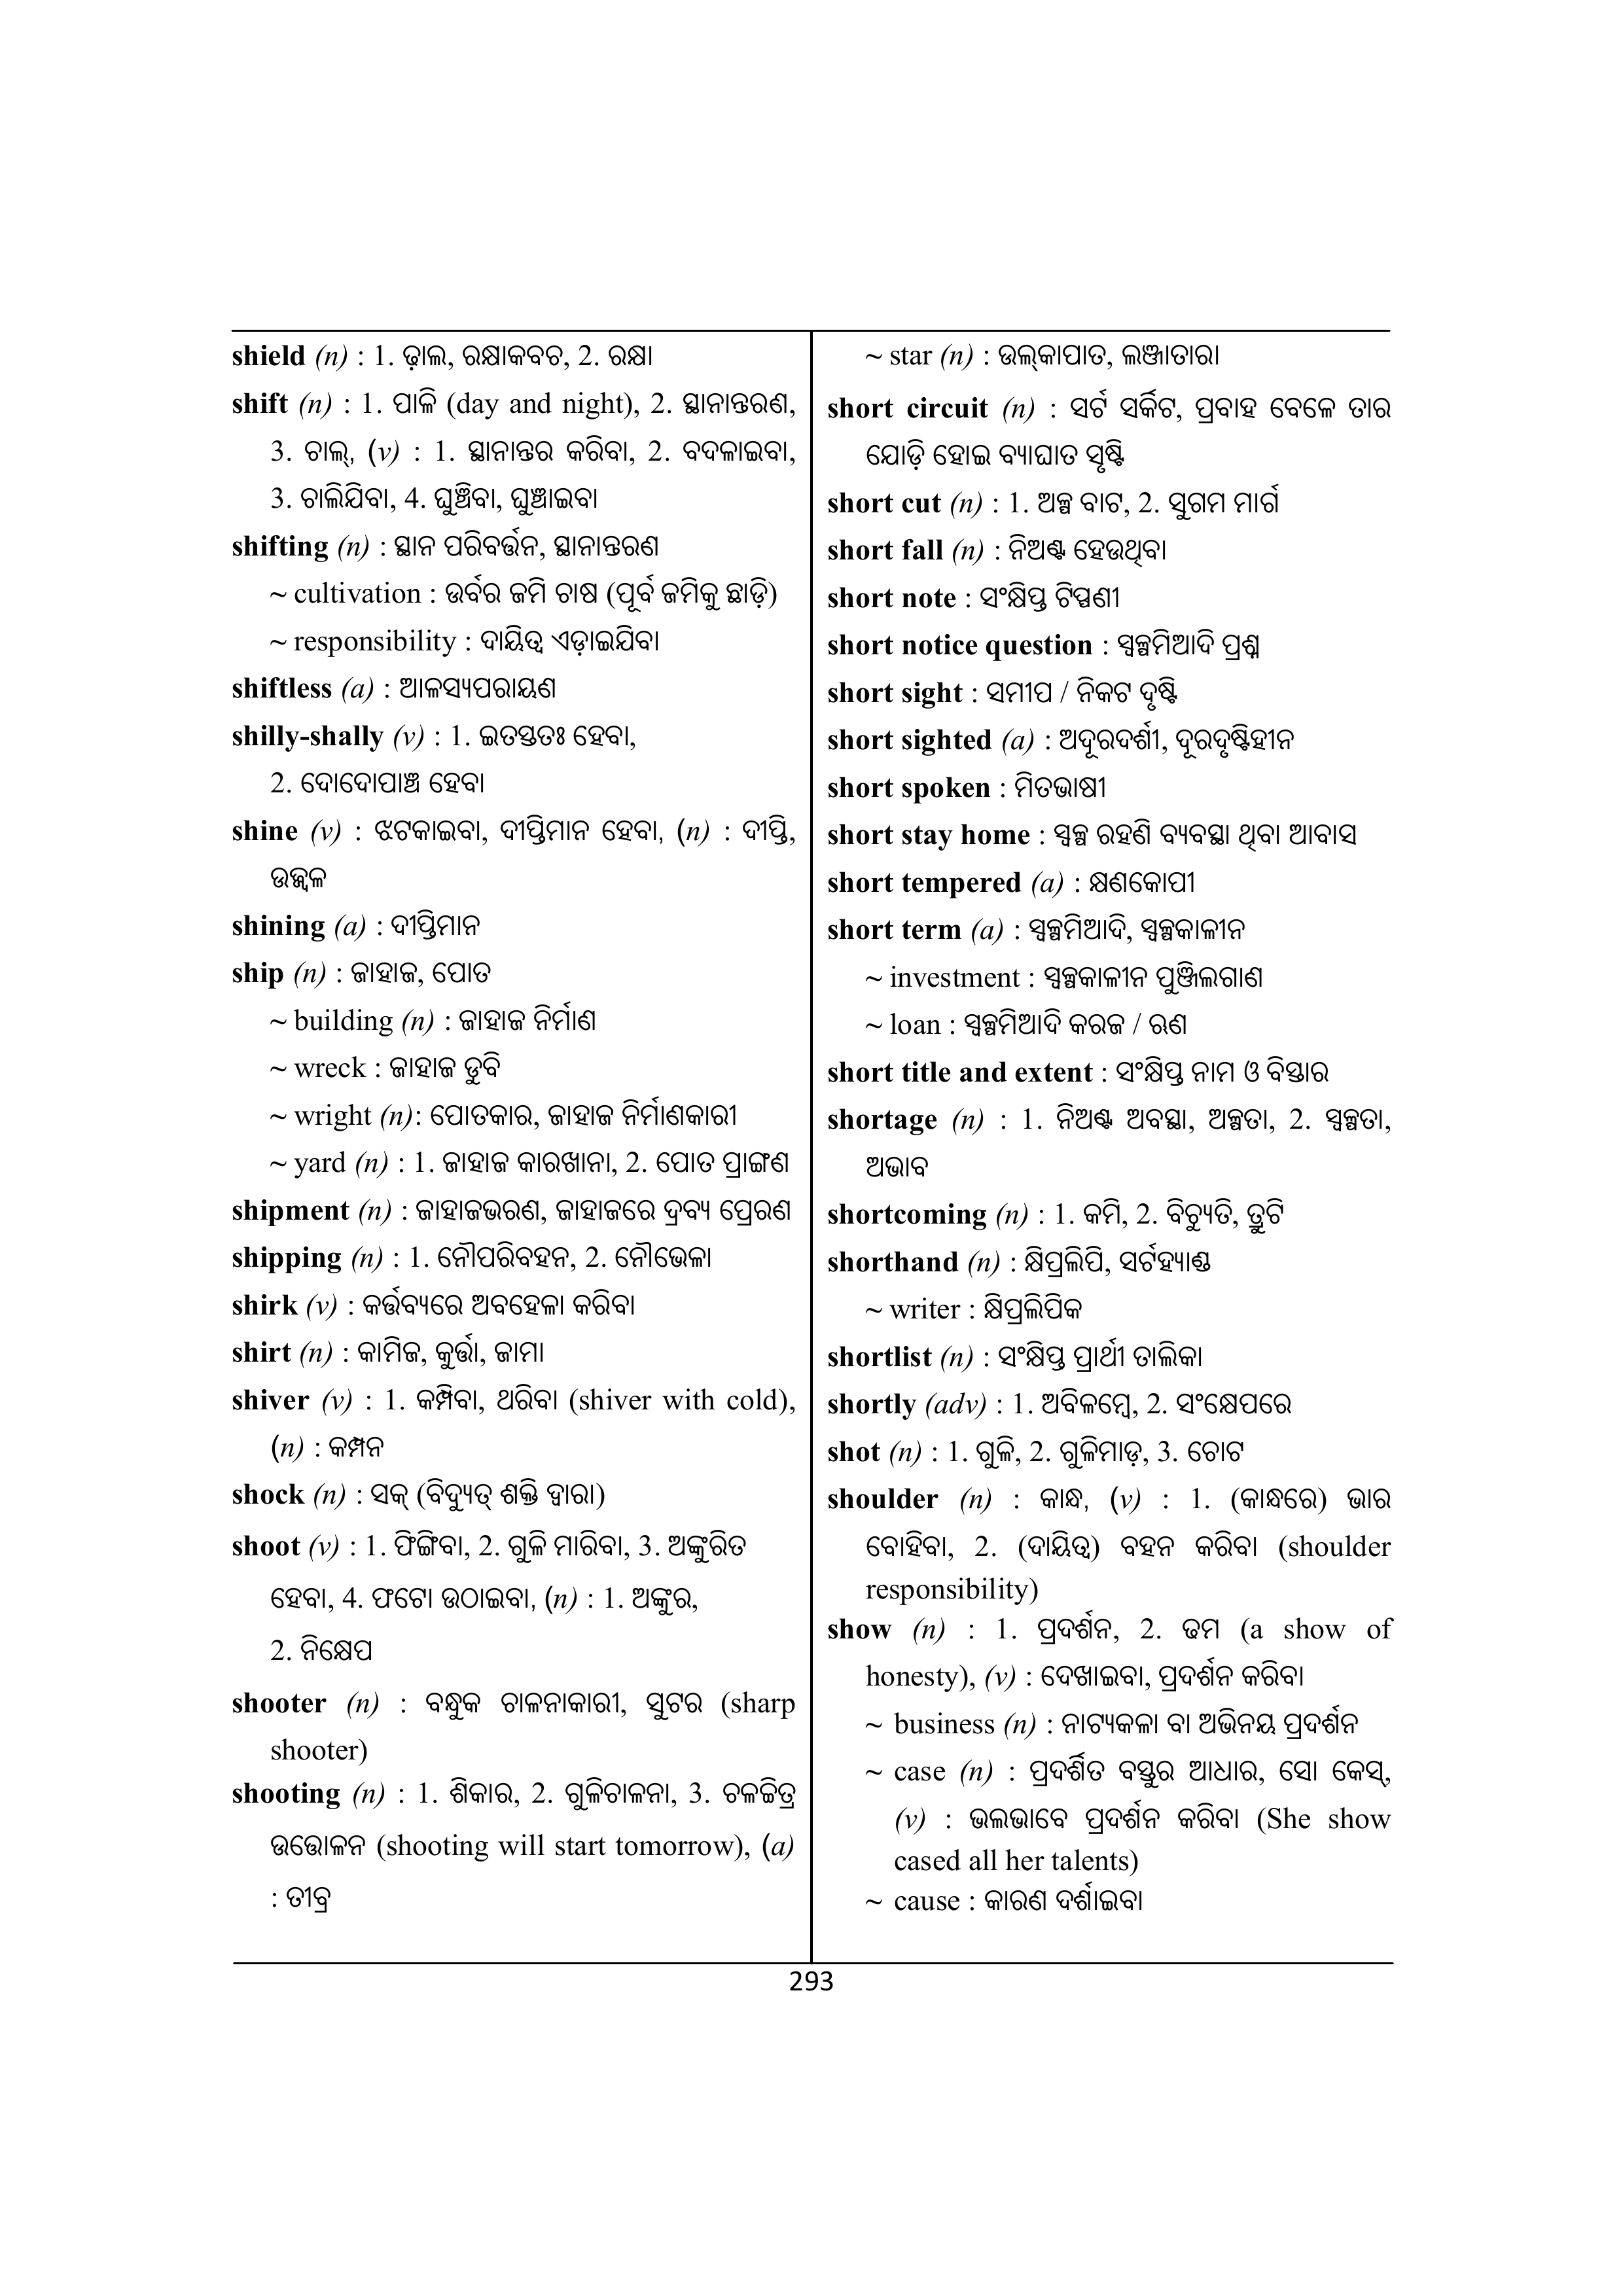 shield (n) : 1. ଢ଼ାଲ, ରକ୍ଷାକବଚ, 2. ରକ୍ଷା
shift (n) : 1. ପାଳି (day and night), 2. ସ୍ଥାନାନ୍ତରଣ,
3. ଚାଲ୍, (v) : 1. ସ୍ଥାନାନ୍ତର କରିବା, 2. ବଦଳାଇବା,
3. ଚାଲିଯିବା, 4. ଘୁଞ୍ଚିବା, ଘୁଞ୍ଚାଇବା
shifting (n) : ସ୍ଥାନ ପରିବର୍ତ୍ତନ, ସ୍ଥାନାନ୍ତରଣ
~ cultivation : ଉର୍ବର ଜମି ଚାଷ (ପୂର୍ବ ଜମିକୁ ଛାଡ଼ି)
~ responsibility : ଦାୟିତ୍ୱ ଏଡ଼ାଇଯିବା
shiftless (a) : ଆଳସ୍ୟପରାୟଣ
shilly-shally (v) : 1. ଇତସ୍ତତଃ ହେବା,
2. ଦୋଦୋପାଞ୍ଚ ହେବା
shine (v) : ଝଟକାଇବା, ଦୀପ୍ତିମାନ ହେବା, (n) : ଦୀପ୍ତି,
ଉଜ୍ଜ୍ୱଳ
shining (a) : ଦୀପ୍ତିମାନ
ship (n) : ଜାହାଜ, ପୋତ
~ building (n) : ଜାହାଜ ନିର୍ମାଣ
~ wreck : ଜାହାଜ ଡୁବି
~ wright (n): ପୋତକାର, ଜାହାଜ ନିର୍ମାଣକାରୀ
~ yard (n) : 1. ଜାହାଜ କାରଖାନା, 2. ପୋତ ପ୍ରାଙ୍ଗଣ
shipment (n) : ଜାହାଜଭରଣ, ଜାହାଜରେ ଦ୍ରବ୍ୟ ପ୍ରେରଣ
shipping (n) : 1. ନୌପରିବହନ, 2. ନୌଭେଳା
shirk (v) : କର୍ତ୍ତବ୍ୟରେ ଅବହେଳା କରିବା
shirt (n) : କାମିଜ, କୁର୍ତ୍ତା, ଜାମା
shiver (v) : 1. କମ୍ପିବା, ଥରିବା (shiver with cold),
(n) : କମ୍ପନ
shock (n) : ସକ୍ (ବିଦ୍ୟୁତ୍ ଶକ୍ତି ଦ୍ୱାରା)
shoot (v) : 1. ଫିଙ୍ଗିବା, 2. ଗୁଳି ମାରିବା, 3. ଅଙ୍କୁରିତ
ହେବା, 4. ଫଟୋ ଉଠାଇବା, (n) : 1. ଅଙ୍କୁର,
2. ନିକ୍ଷେପ
shooter (n) : ବନ୍ଧୁକ ଚାଳନାକାରୀ, ସୁଟର (sharp
shooter)
shooting (n) : 1. ଶିକାର, 2. ଗୁଳିଚାଳନା, 3. ଚଳଚ୍ଚିତ୍ର
ଉତ୍ତୋଳନ (shooting will start tomorrow), (a)
: ତୀବ୍ର
~ star (n) : ଉଲ୍‌କାପାତ, ଲଞ୍ଜାତାରା
short circuit (n) : ସର୍ଟ ସର୍କିଟ, ପ୍ରବାହ ବେଳେ ତାର
ଯୋଡ଼ି ହୋଇ ବ୍ୟାଘାତ ସୃଷ୍ଟି
short cut (n) : 1. ଅଳ୍ପ ବାଟ, 2. ସୁଗମ ମାର୍ଗ
short fall (n) : ନିଅଣ୍ଟ ହେଉଥିବା
short note : ସଂକ୍ଷିପ୍ତ ଟିପ୍ପଣୀ
short notice question : ସ୍ୱଳ୍ପମିଆଦି ପ୍ରଶ୍ନ
short sight : ସମୀପ / ନିକଟ ଦୃଷ୍ଟି
short sighted (a) : ଅଦୂରଦର୍ଶୀ, ଦୂରଦୃଷ୍ଟିହୀନ
short spoken : ମିତଭାଷୀ
short stay home : ସ୍ୱଳ୍ପ ରହଣି ବ୍ୟବସ୍ଥା ଥିବା ଆବାସ
short tempered (a) : କ୍ଷଣକୋପୀ
short term (a) : ସ୍ୱଳ୍ପମିଆଦି, ସ୍ୱଳ୍ପକାଳୀନ
~ investment : ସ୍ୱଳ୍ପକାଳୀନ ପୁଞ୍ଜିଲଗାଣ
~ loan : ସ୍ୱଳ୍ପମିଆଦି କରଜ / ଋଣ
short title and extent : ସଂକ୍ଷିପ୍ତ ନାମ ଓ ବିସ୍ତାର
shortage (n) : 1. ନିଅଣ୍ଟ ଅବସ୍ଥା, ଅଳ୍ପତା, 2. ସ୍ୱଳ୍ପତା,
ଅଭାବ
shortcoming (n) : 1. କମି, 2. ବିଚ୍ୟୁତି, ତ୍ରୁଟି
shorthand (n) : କ୍ଷିପ୍ରଲିପି, ସର୍ଟହ୍ୟାଣ୍ଡ
~ writer : କ୍ଷିପ୍ରଲିପିକ
shortlist (n) : ସଂକ୍ଷିପ୍ତ ପ୍ରାର୍ଥୀ ତାଲିକା
shortly (adv) : 1. ଅବିଳମ୍ବେ, 2. ସଂକ୍ଷେପରେ
shot (n) : 1. ଗୁଳି, 2. ଗୁଳିମାଡ଼, 3. ଚୋଟ
shoulder (n) : କାନ୍ଧ, (v) : 1. (କାନ୍ଧରେ) ଭାର
ବୋହିବା, 2. (ଦାୟିତ୍ୱ) ବହନ କରିବା (shoulder
responsibility)
show (n) : 1. ପ୍ରଦର୍ଶନ, 2. ଢମ (a show of
honesty), (v) : ଦେଖାଇବା, ପ୍ରଦର୍ଶନ କରିବା
~ business (n) : ନାଟ୍ୟକଳା ବା ଅଭିନୟ ପ୍ରଦର୍ଶନ
~ case (n) : ପ୍ରଦର୍ଶିତ ବସ୍ତୁର ଆଧାର, ସୋ କେସ୍,
(v) : ଭଲଭାବେ ପ୍ରଦର୍ଶନ କରିବା (She show
cased all her talents)
~ cause : କାରଣ ଦର୍ଶାଇବା
293